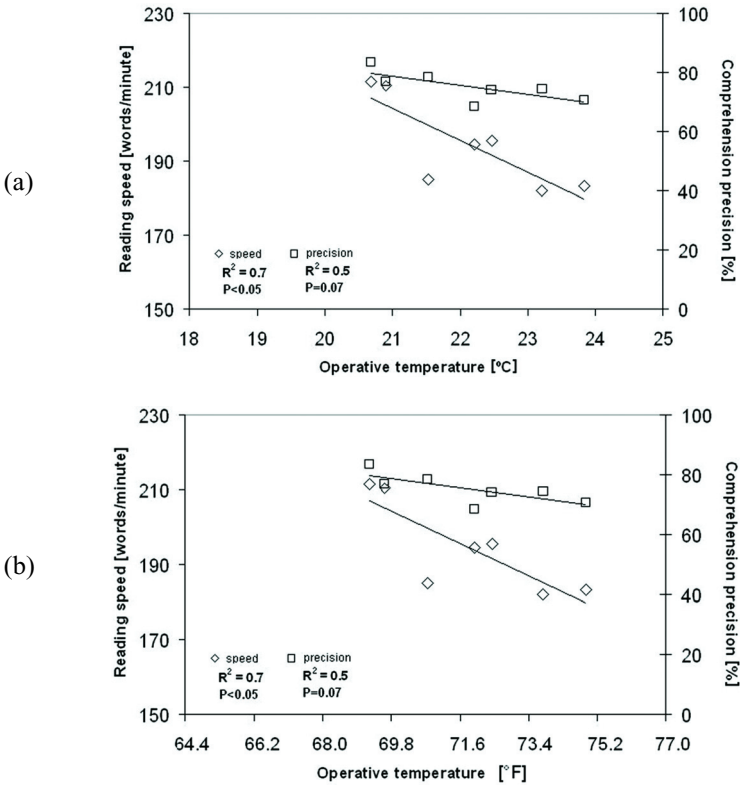 (a)
Reading speed [words/minute]
230
210
190
170
150
100
80
60
40
20
0
Comprehension precision [%]
◇ speed □ precision
R² = 0.7 R² = 0.5
P<0.05 P=0.07
18 19 20 21 22 23 24 25
Operative temperature [°C]
(b)
Reading speed [words/minute]
230
210
190
170
150
100
80
60
40
20
0
Comprehension precision [%]
◇ speed □ precision
R² = 0.7 R² = 0.5
P<0.05 P=0.07
64.4 66.2 68.0 69.8 71.6 73.4 75.2 77.0
Operative temperature [°F]